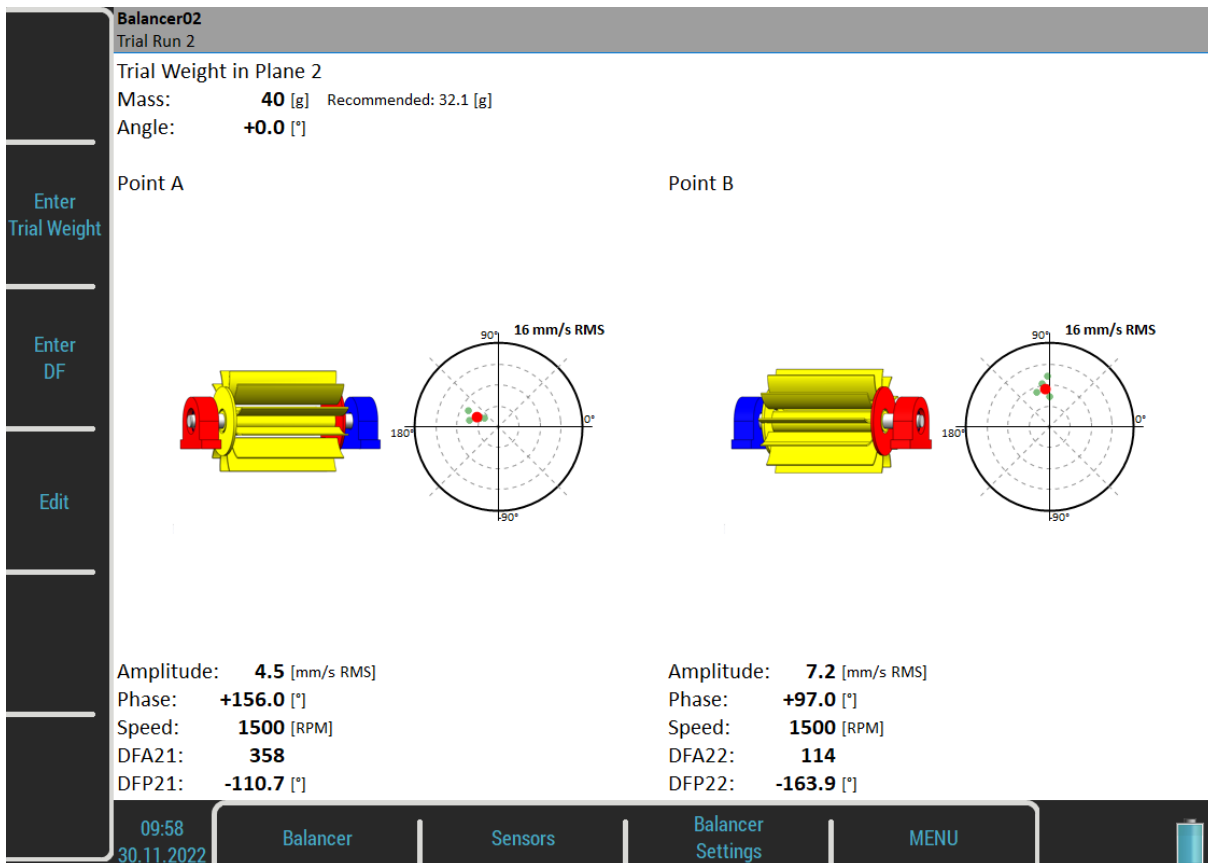 Balancer02
Trial Run 2
Trial Weight in Plane 2
Mass: 40 [g] Recommended: 32.1 [g]
Angle: +0.0 [°]
Enter
Trial Weight
Enter
DF
Edit
Point A
90° 16 mm/s RMS
180° 0°
-90°
Amplitude: 4.5 [mm/s RMS]
Phase: +156.0 [°]
Speed: 1500 [RPM]
DFA21: 358
DFP21: -110.7 [°]
Point B
90° 16 mm/s RMS
180° 0°
-90°
Amplitude: 7.2 [mm/s RMS]
Phase: +97.0 [°]
Speed: 1500 [RPM]
DFA22: 114
DFP22: -163.9 [°]
09:58
30.11.2022
Balancer
Sensors
Balancer
Settings
MENU